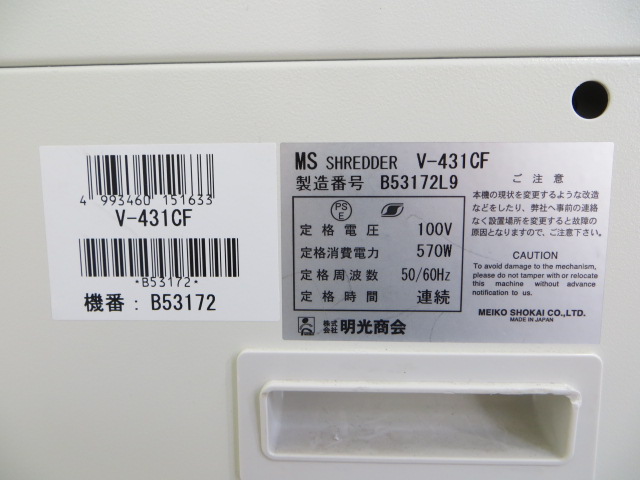 4 993460 151633
V-431CF
*B53172*
機番：B53172
MS SHREDDER V-431CF
製造番号 B53172L9
PS
E
定格電圧 100V
定格消費電力 570W
定格周波数 50/60Hz
定格時間 連続
株式会社 明光商会
ご注意
本機の現状を変更するような改造
などをしたり、弊社へ事前の連絡
なく設置場所を変更すると故障の
原因となりますので、ご注意下さい。
CAUTION
To avoid damage to the mechanism,
please do not tamper with or relocate
this machine without advance
notification to us.
MEIKO SHOKAI CO.,LTD.
MADE IN JAPAN